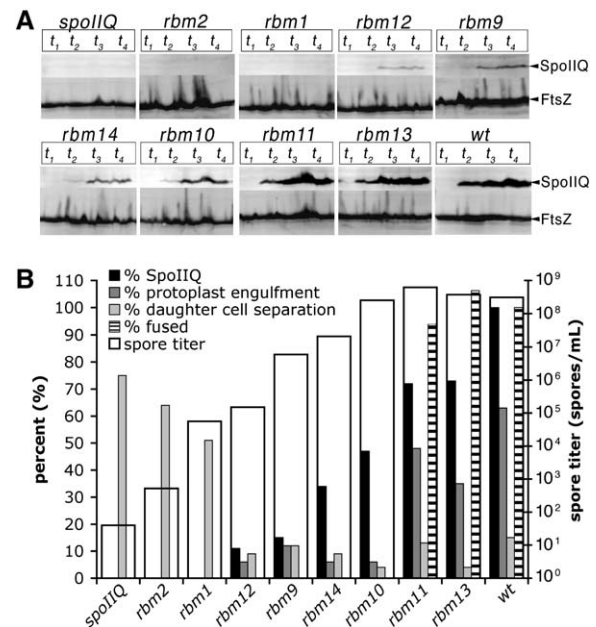 A
spoIIQ rbm2 rbm1 rbm12 rbm9
t1 t2 t3 t4 t1 t2 t3 t4 t1 t2 t3 t4 t1 t2 t3 t4 t1 t2 t3 t4
SpoIIQ
FtsZ
rbm14 rbm10 rbm11 rbm13 wt
t1 t2 t3 t4 t1 t2 t3 t4 t1 t2 t3 t4 t1 t2 t3 t4 t1 t2 t3 t4
SpoIIQ
FtsZ
B
% SpoIIQ
% protoplast engulfment
% daughter cell separation
% fused
spore titer
percent (%)
110
100
90
80
70
60
50
40
30
20
10
0
10^9
10^8
10^7
10^6
10^5
10^4
10^3
10^2
10^1
10^0
spore titer (spores/mL)
spoIIQ rbm2 rbm1 rbm12 rbm9 rbm14 rbm10 rbm11 rbm13 wt